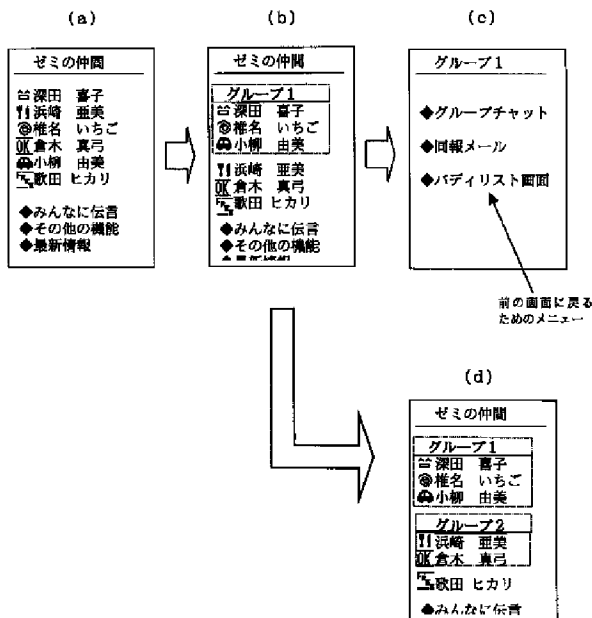 (a)
ゼミの仲間
深田 喜子
浜崎 亜美
椎名 いちご
OK 倉木 真弓
小柳 由美
歌田 ヒカリ
◆みんなに伝言
◆その他の機能
◆最新情報
(b)
ゼミの仲間
グループ1
深田 喜子
椎名 いちご
小柳 由美
浜崎 亜美
OK 倉木 真弓
歌田 ヒカリ
◆みんなに伝言
◆その他の機能
◆最新情報
(c)
グループ1
◆グループチャット
◆同報メール
◆バディリスト画面
前の画面に戻る
ためのメニュー
(d)
ゼミの仲間
グループ1
深田 喜子
椎名 いちご
小柳 由美
グループ2
浜崎 亜美
OK 倉木 真弓
歌田 ヒカリ
◆みんなに伝言